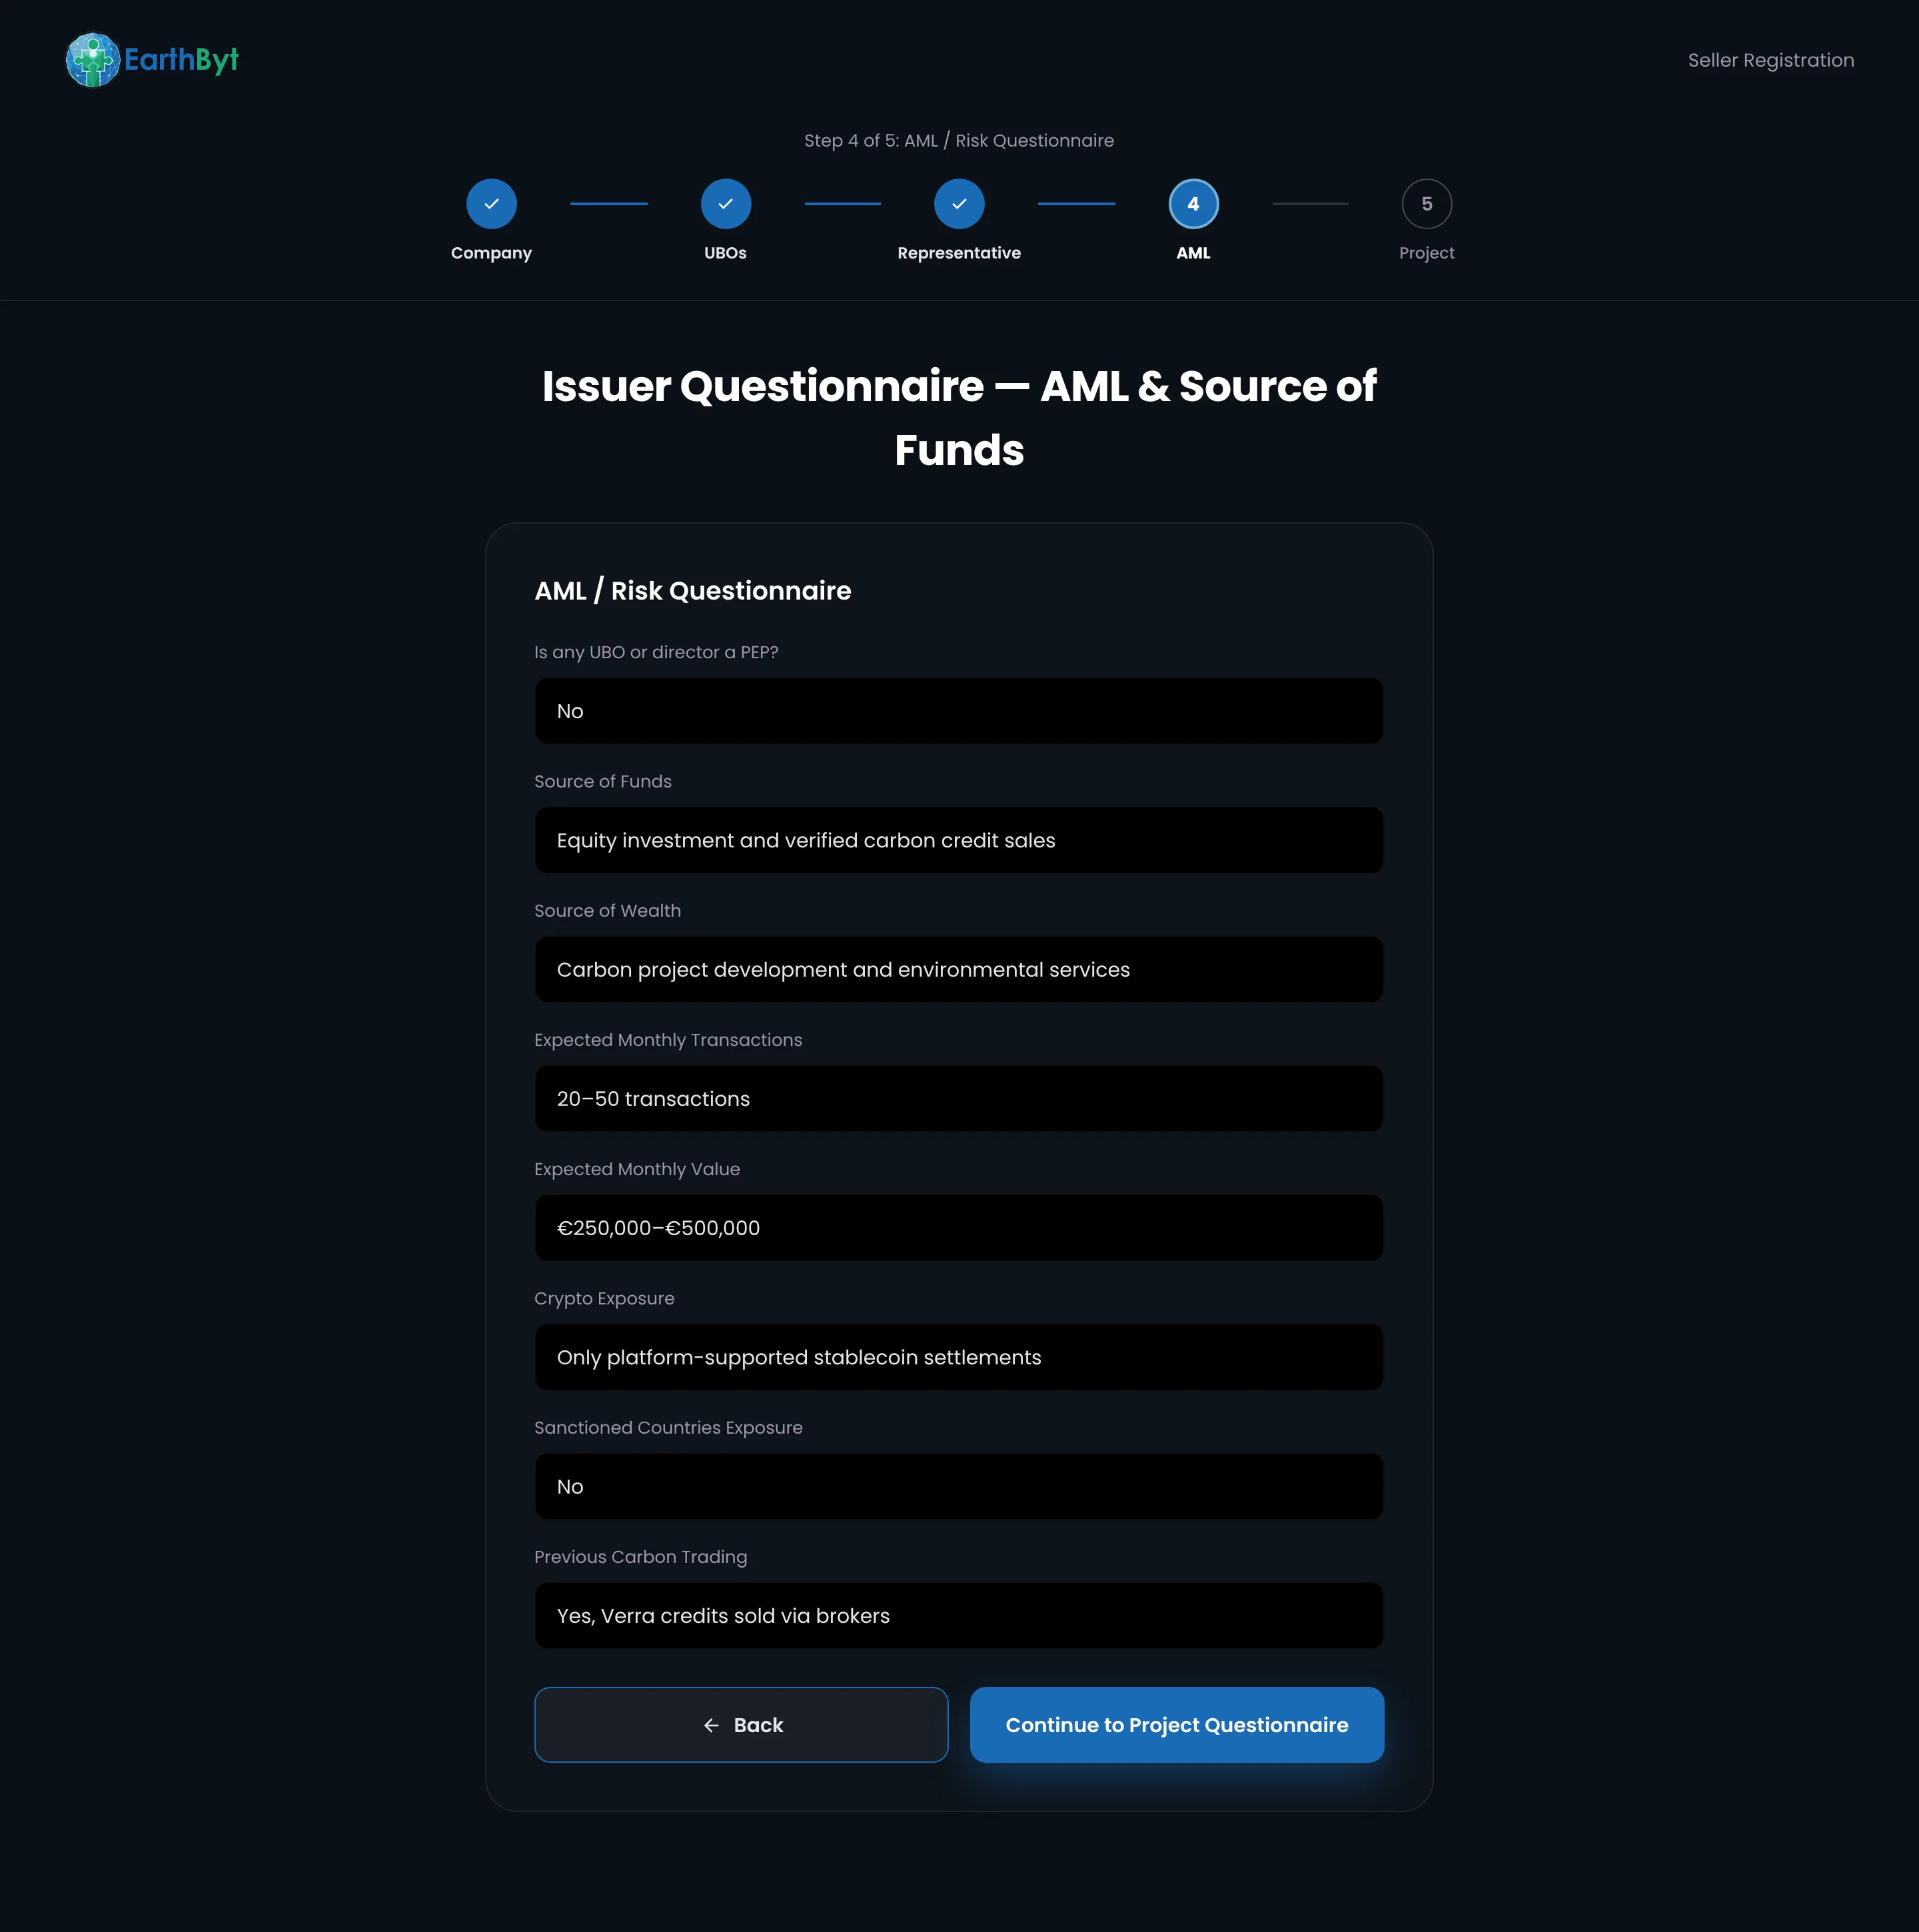 EarthByt
Seller Registration
Step 4 of 5: AML / Risk Questionnaire
4
5
Company
UBOs
Representative
AML
Project
Issuer Questionnaire — AML & Source of
Funds
AML / Risk Questionnaire
Is any UBO or director a PEP?
No
Source of Funds
Equity investment and verified carbon credit sales
Source of Wealth
Carbon project development and environmental services
Expected Monthly Transactions
20–50 transactions
Expected Monthly Value
€250,000–€500,000
Crypto Exposure
Only platform-supported stablecoin settlements
Sanctioned Countries Exposure
No
Previous Carbon Trading
Yes, Verra credits sold via brokers
Back
Continue to Project Questionnaire